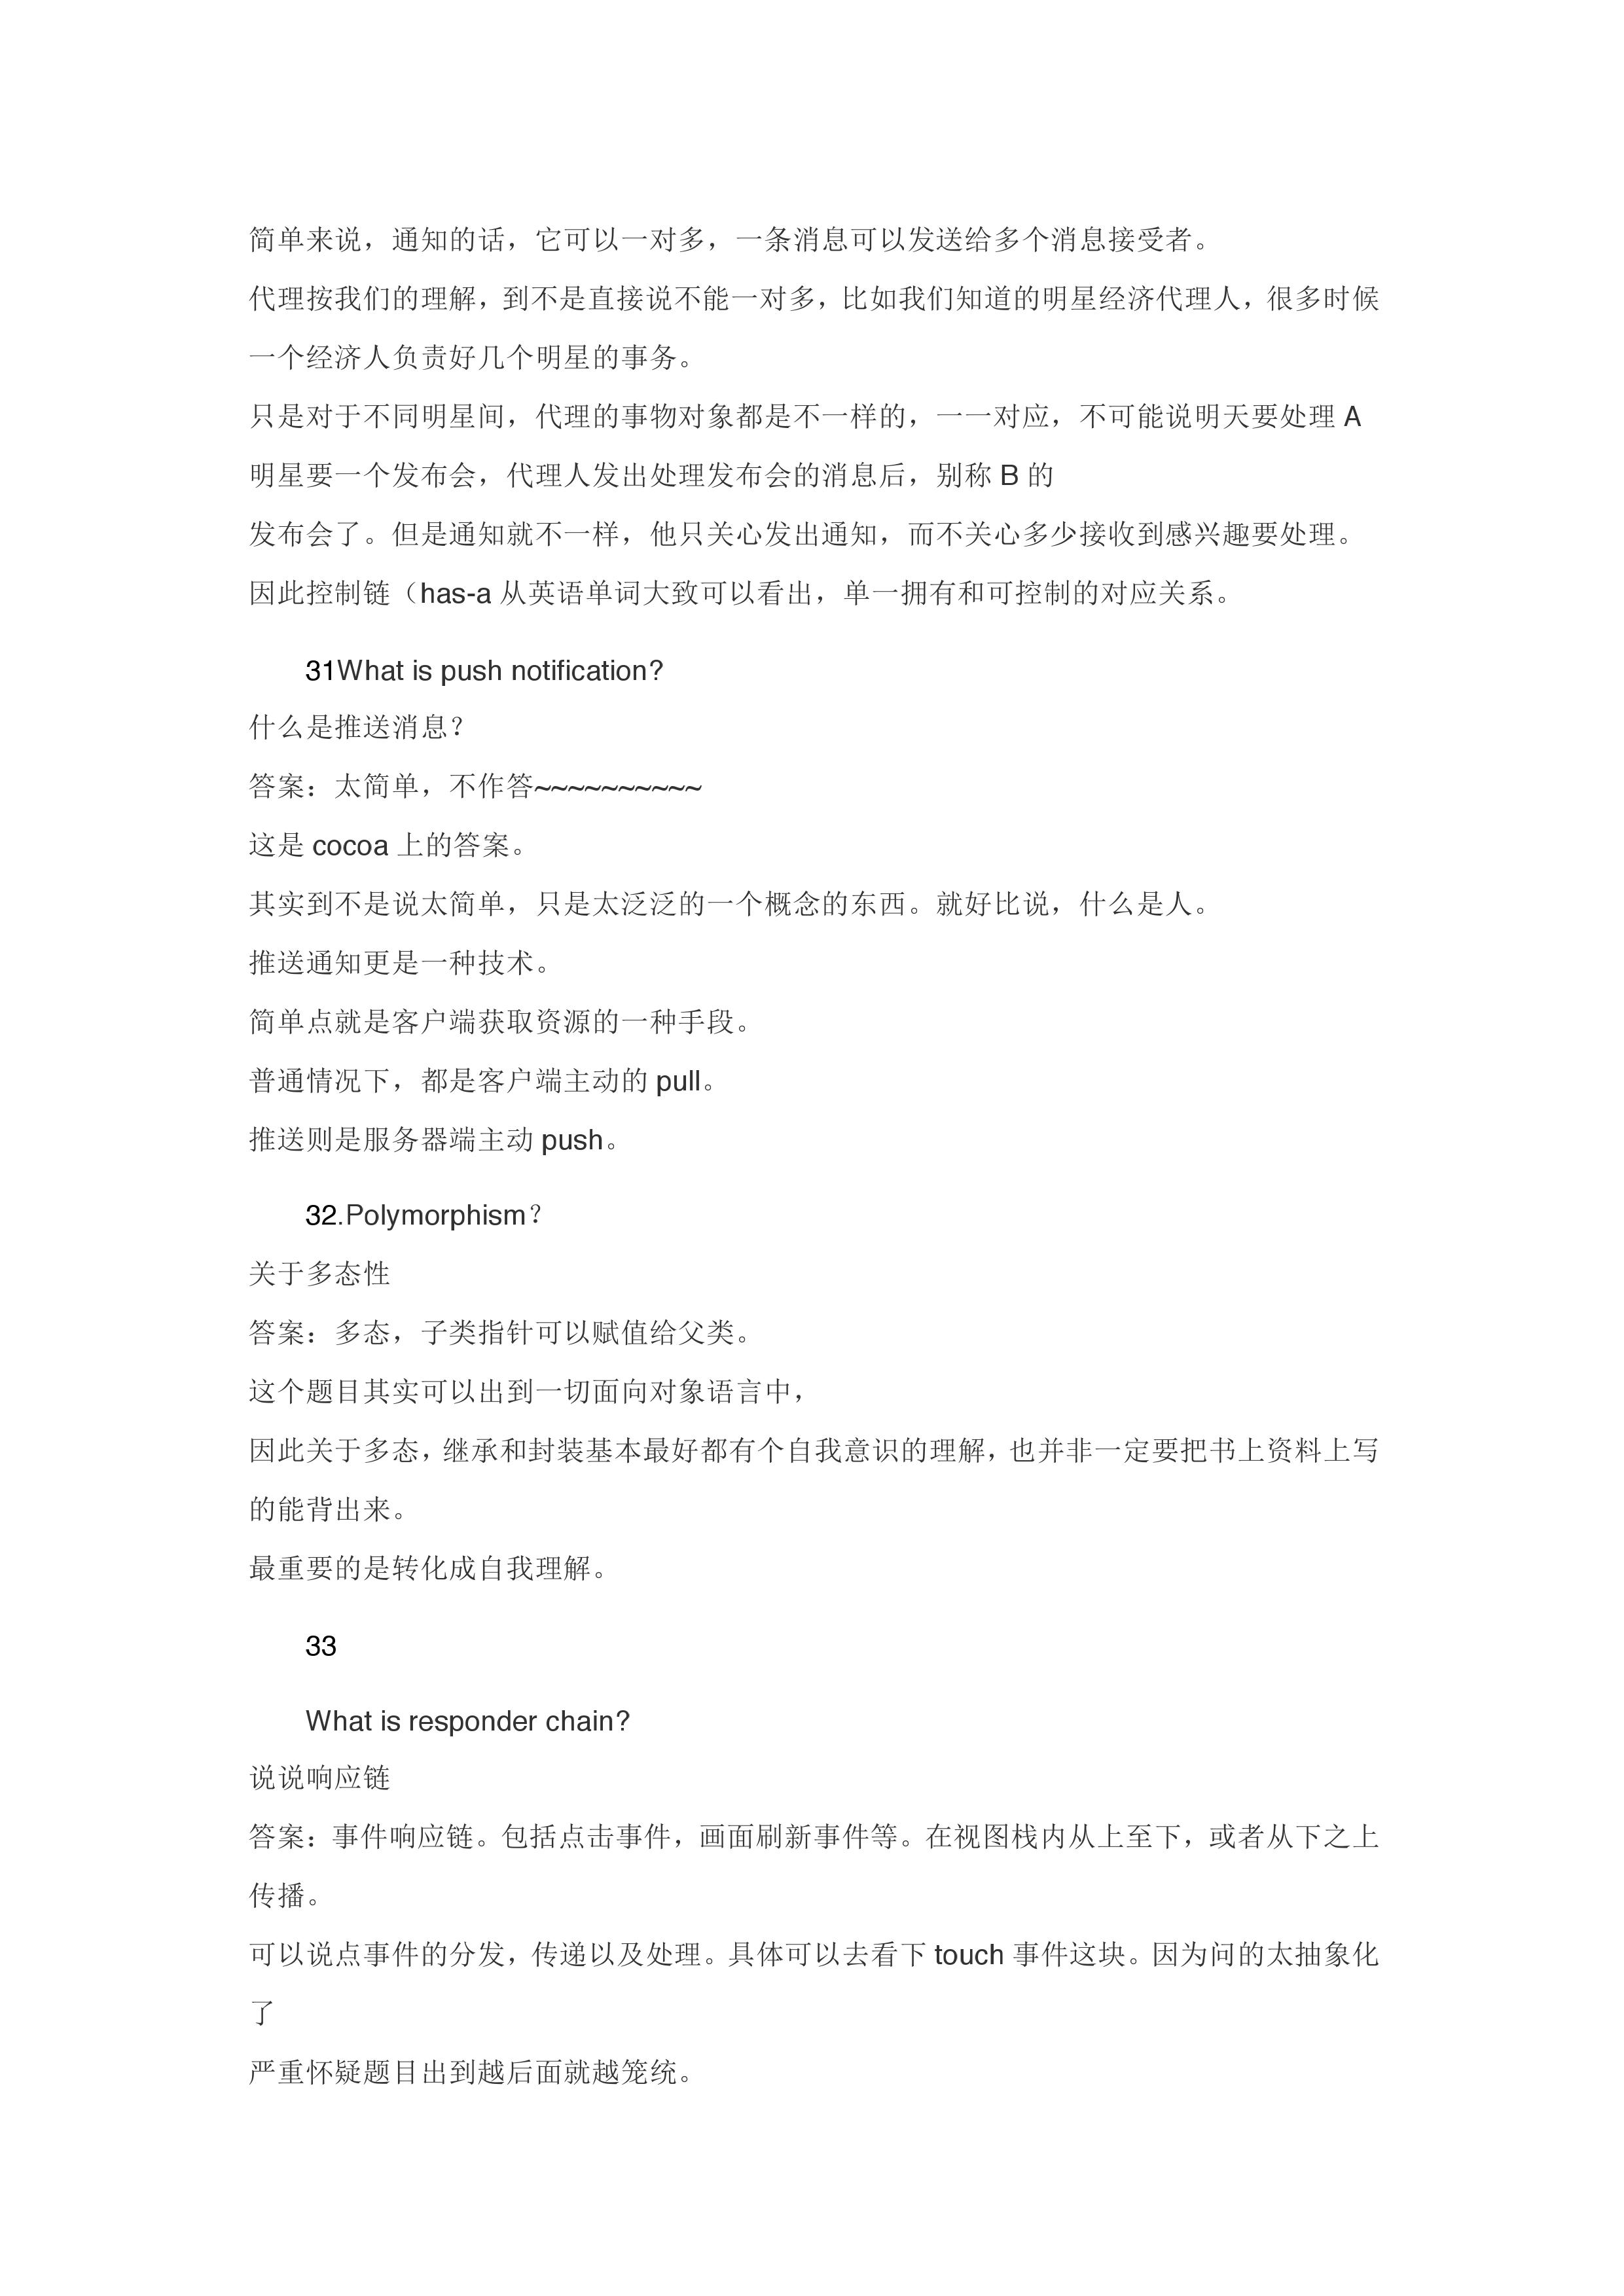 简单来说，通知的话，它可以一对多，一条消息可以发送给多个消息接受者。
代理按我们的理解，到不是直接说不能一对多，比如我们知道的明星经济代理人，很多时候
一个经济人负责好几个明星的事务。
只是对于不同明星间，代理的事物对象都是不一样的，一一对应，不可能说明天要处理 A
明星要一个发布会，代理人发出处理发布会的消息后，别称 B 的
发布会了。但是通知就不一样，他只关心发出通知，而不关心多少接收到感兴趣要处理。
因此控制链（has-a 从英语单词大致可以看出，单一拥有和可控制的对应关系。
31What is push notification?
什么是推送消息？
答案：太简单，不作答~~~~~~~~~~
这是 cocoa 上的答案。
其实到不是说太简单，只是太泛泛的一个概念的东西。就好比说，什么是人。
推送通知更是一种技术。
简单点就是客户端获取资源的一种手段。
普通情况下，都是客户端主动的 pull。
推送则是服务器端主动 push。
32.Polymorphism？
关于多态性
答案：多态，子类指针可以赋值给父类。
这个题目其实可以出到一切面向对象语言中，
因此关于多态，继承和封装基本最好都有个自我意识的理解，也并非一定要把书上资料上写
的能背出来。
最重要的是转化成自我理解。
33
What is responder chain?
说说响应链
答案：事件响应链。包括点击事件，画面刷新事件等。在视图栈内从上至下，或者从下之上
传播。
可以说点事件的分发，传递以及处理。具体可以去看下 touch 事件这块。因为问的太抽象化
了
严重怀疑题目出到越后面就越笼统。